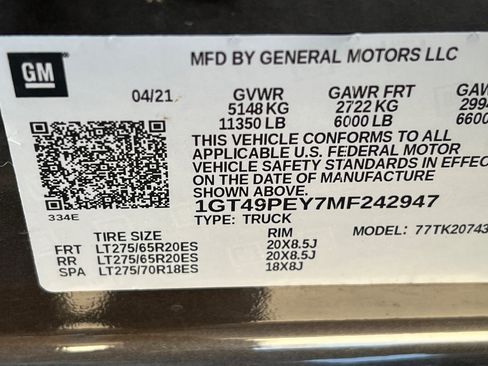 GM
MFD BY GENERAL MOTORS LLC
04/21 GVWR GAWR FRT
5148 KG 2722 KG
11350 LB 6000 LB
THIS VEHICLE CONFORMS TO ALL
APPLICABLE U.S. FEDERAL MOTOR
VEHICLE SAFETY STANDARDS IN EFFEC
ON THE DATE OF MANUFACTURE
SHOWN ABOVE.
334E
1GT49PEY7MF242947
TYPE: TRUCK
MODEL: 77TK20743
TIRE SIZE RIM
FRT LT275/65R20ES 20X8.5J
RR LT275/65R20ES 20X8.5J
SPA LT275/70R18ES 18X8J